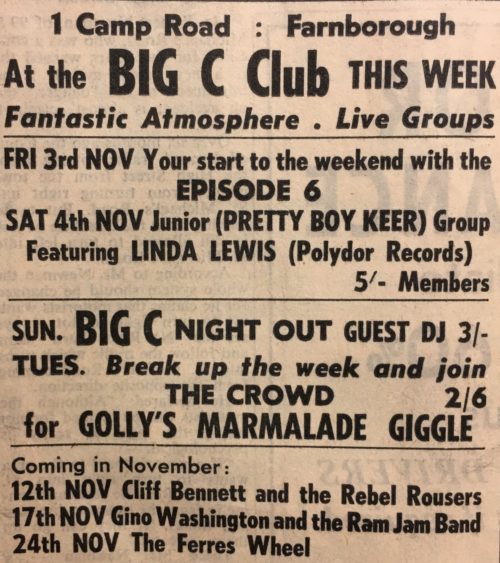 1 Camp Road : Farnborough
At the BIG C Club THIS WEEK
Fantastic Atmosphere . Live Groups
FRI 3rd NOV Your start to the weekend with the
EPISODE 6
SAT 4th NOV Junior (PRETTY BOY KEER) Group
Featuring LINDA LEWIS (Polydor Records)
5/- Members
SUN. BIG C NIGHT OUT GUEST DJ 3/-
TUES. Break up the week and join
THE CROWD 2/6
for GOLLY'S MARMALADE GIGGLE
Coming in November:
12th NOV Cliff Bennett and the Rebel Rousers
17th NOV Gino Washington and the Ram Jam Band
24th NOV The Ferres Wheel